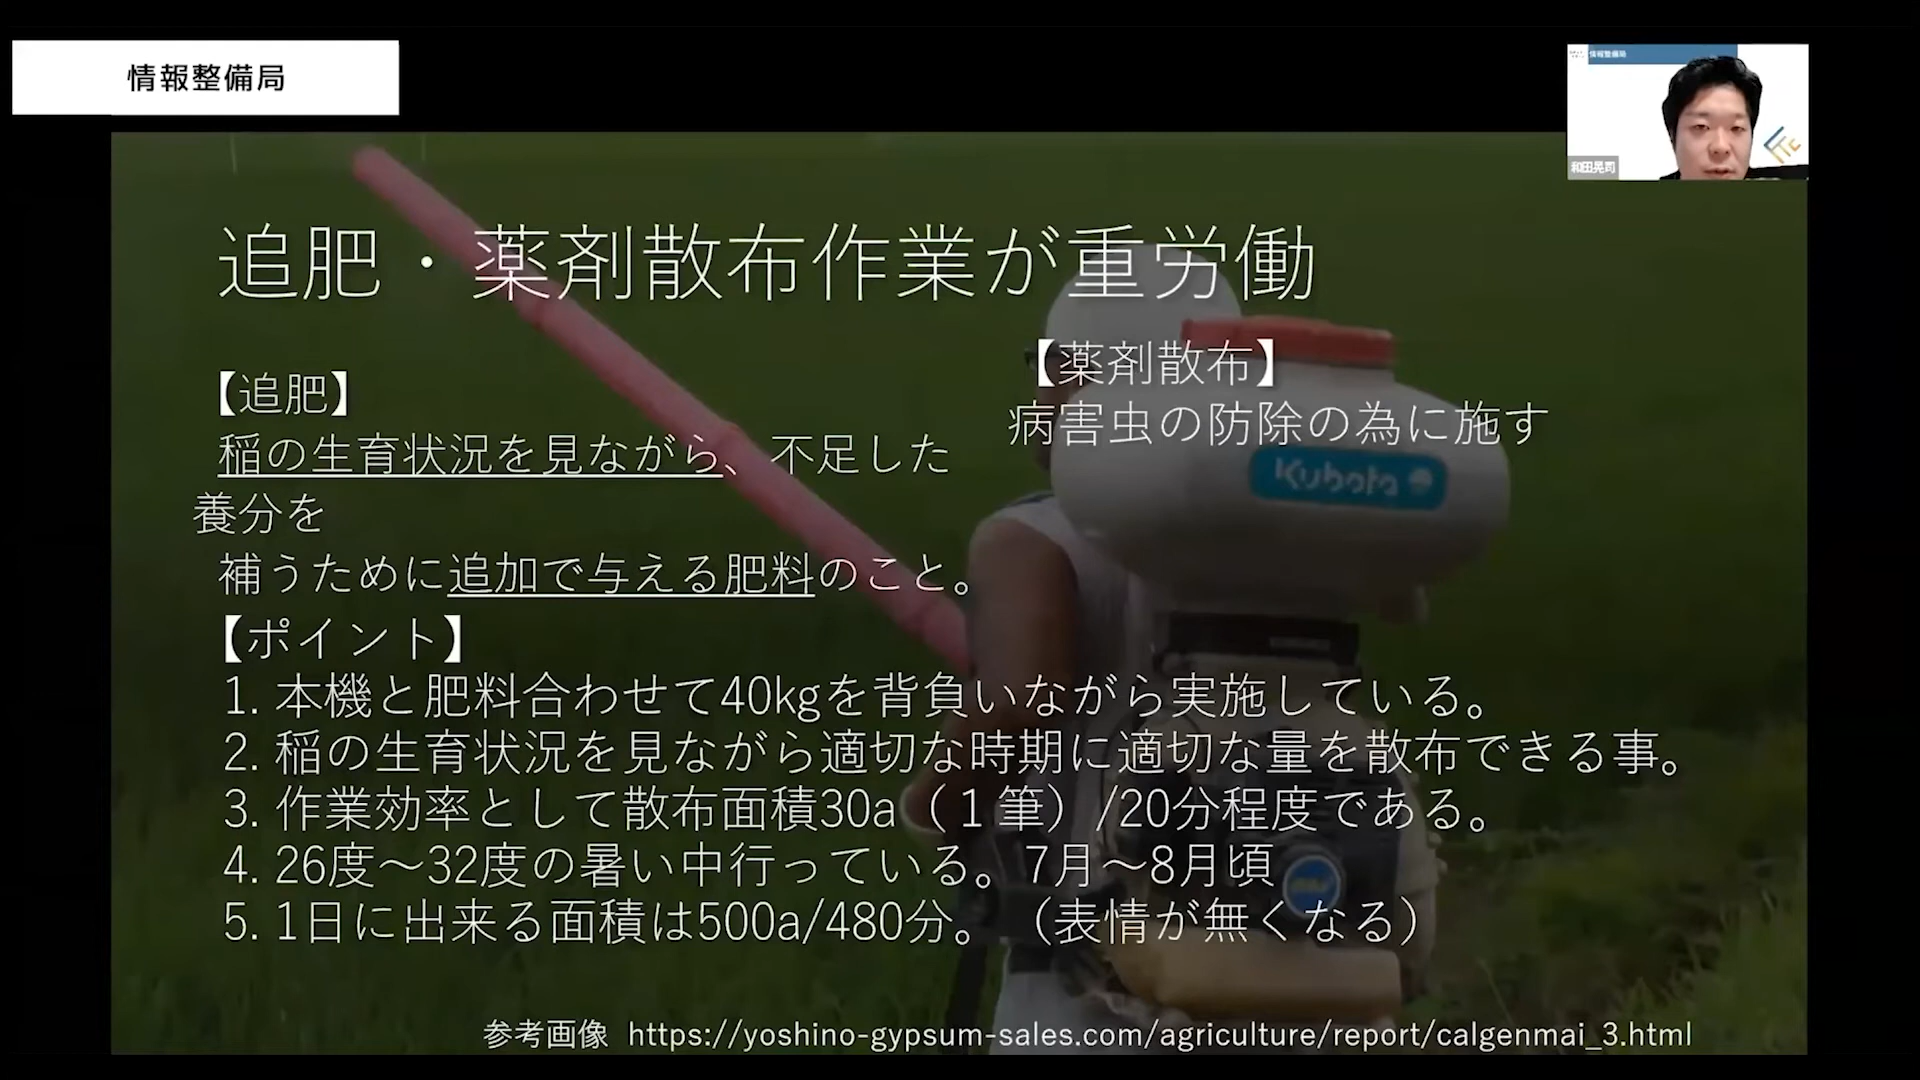 情報整備局
情報整備局
和田晃司
追肥・薬剤散布作業が重労働
【追肥】
稲の生育状況を見ながら、不足した
養分を
補うために追加で与える肥料のこと。
【薬剤散布】
病害虫の防除の為に施す
Kubota
【ポイント】
1. 本機と肥料合わせて40kgを背負いながら実施している。
2. 稲の生育状況を見ながら適切な時期に適切な量を散布できる事。
3. 作業効率として散布面積30a（１筆）/20分程度である。
4. 26度～32度の暑い中行っている。7月～8月頃
5. 1日に出来る面積は500a/480分。（表情が無くなる）
参考画像 https://yoshino-gypsum-sales.com/agriculture/report/calgenmai_3.html